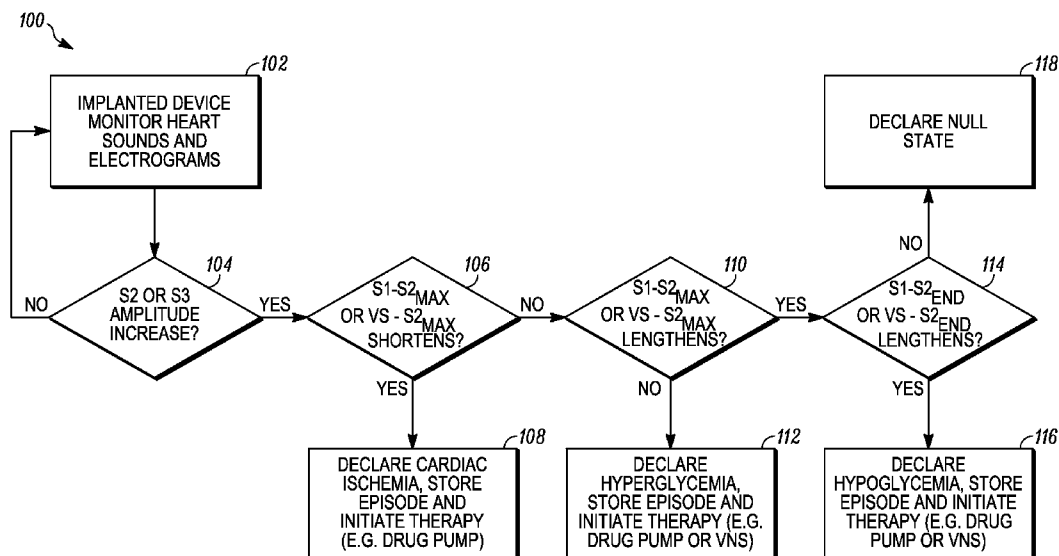 100
102
IMPLANTED DEVICE
MONITOR HEART
SOUNDS AND
ELECTROGRAMS
118
DECLARE NULL
STATE
104
S2 OR S3
AMPLITUDE
INCREASE?
NO
YES
106
S1-S2MAX
OR VS - S2MAX
SHORTENS?
NO
YES
110
S1-S2MAX
OR VS - S2MAX
LENGTHENS?
YES
NO
114
S1-S2END
OR VS - S2END
LENGTHENS?
NO
YES
108
DECLARE CARDIAC
ISCHEMIA, STORE
EPISODE AND
INITIATE THERAPY
(E.G. DRUG PUMP)
112
DECLARE HYPERGLYCEMIA,
STORE EPISODE AND
INITIATE THERAPY (E.G.
DRUG PUMP OR VNS)
116
DECLARE
HYPOGLYCEMIA, STORE
EPISODE AND INITIATE
THERAPY (E.G. DRUG
PUMP OR VNS)